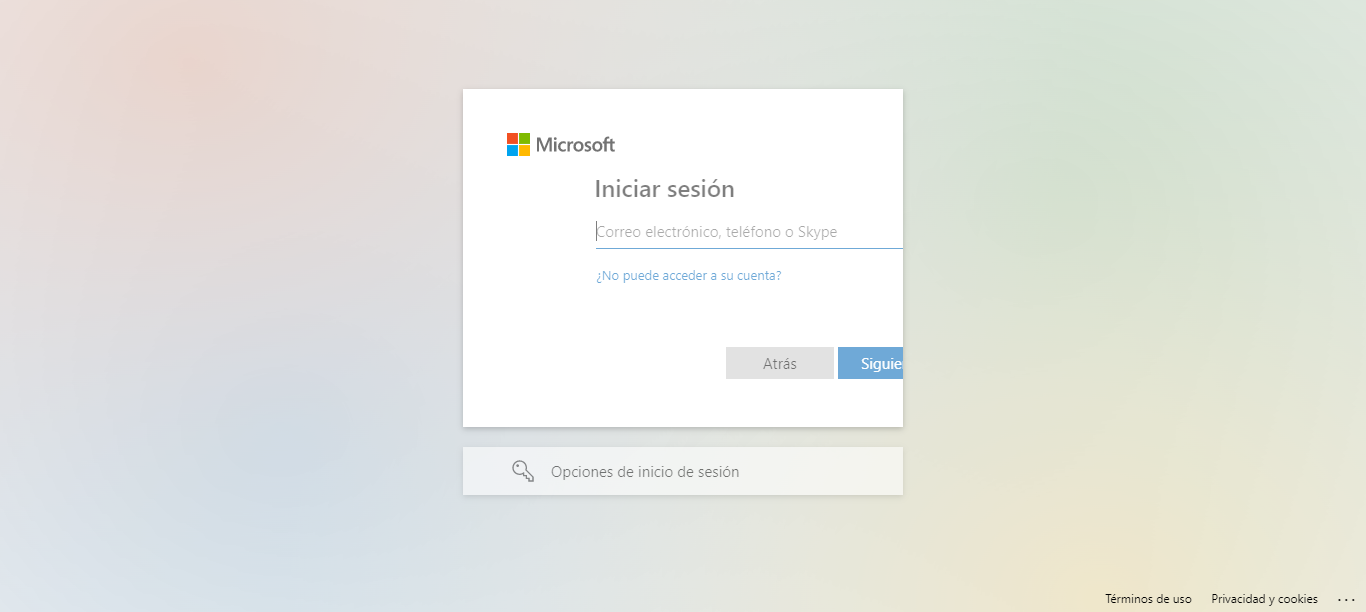 Microsoft
Iniciar sesión
Correo electrónico, teléfono o Skype
¿No puede acceder a su cuenta?
Atrás Siguie
Opciones de inicio de sesión
Términos de uso Privacidad y cookies ...